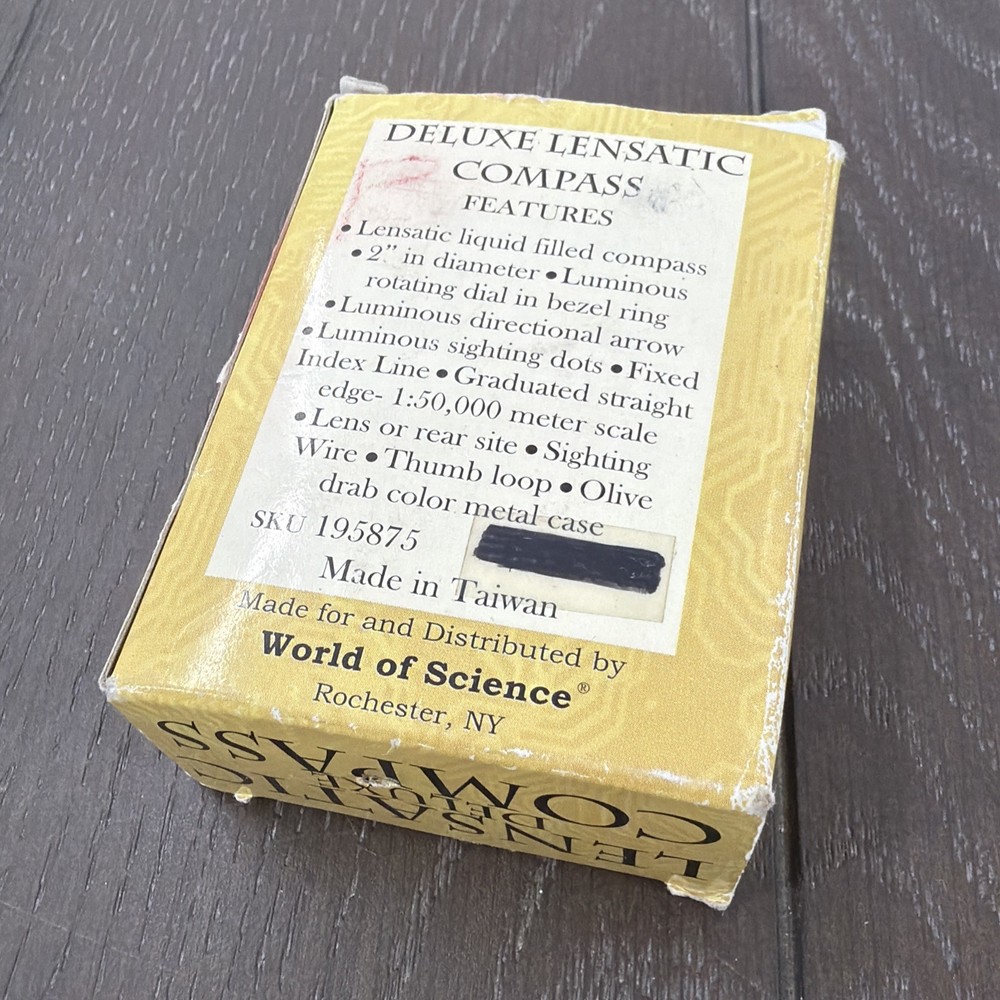 DELUXE LENSATIC
COMPASS
FEATURES
• Lensatic liquid filled compass
• 2" in diameter • Luminous
rotating dial in bezel ring
• Luminous directional arrow
• Luminous sighting dots • Fixed
Index Line • Graduated straight
edge- 1:50,000 meter scale
• Lens or rear site • Sighting
Wire • Thumb loop • Olive
drab color metal case
SKU 195875
Made in Taiwan
Made for and Distributed by
World of Science®
Rochester, NY
DELUXE
LENSATIC
COMPASS